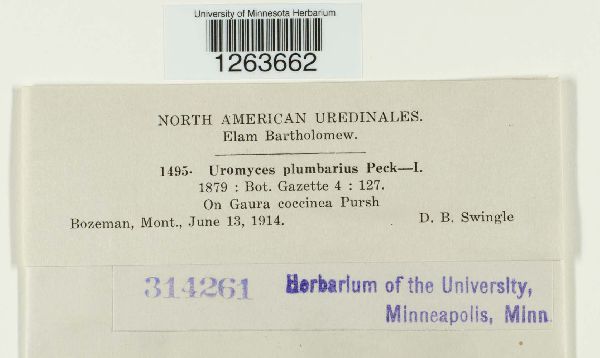 University of Minnesota Herbarium
1263662
NORTH AMERICAN UREDINALES.
Elam Bartholomew.
1495. Uromyces plumbarius Peck—I.
1879 : Bot. Gazette 4 : 127.
On Gaura coccinea Pursh
Bozeman, Mont., June 13, 1914. D. B. Swingle
314261 Herbarium of the University,
Minneapolis, Minn.